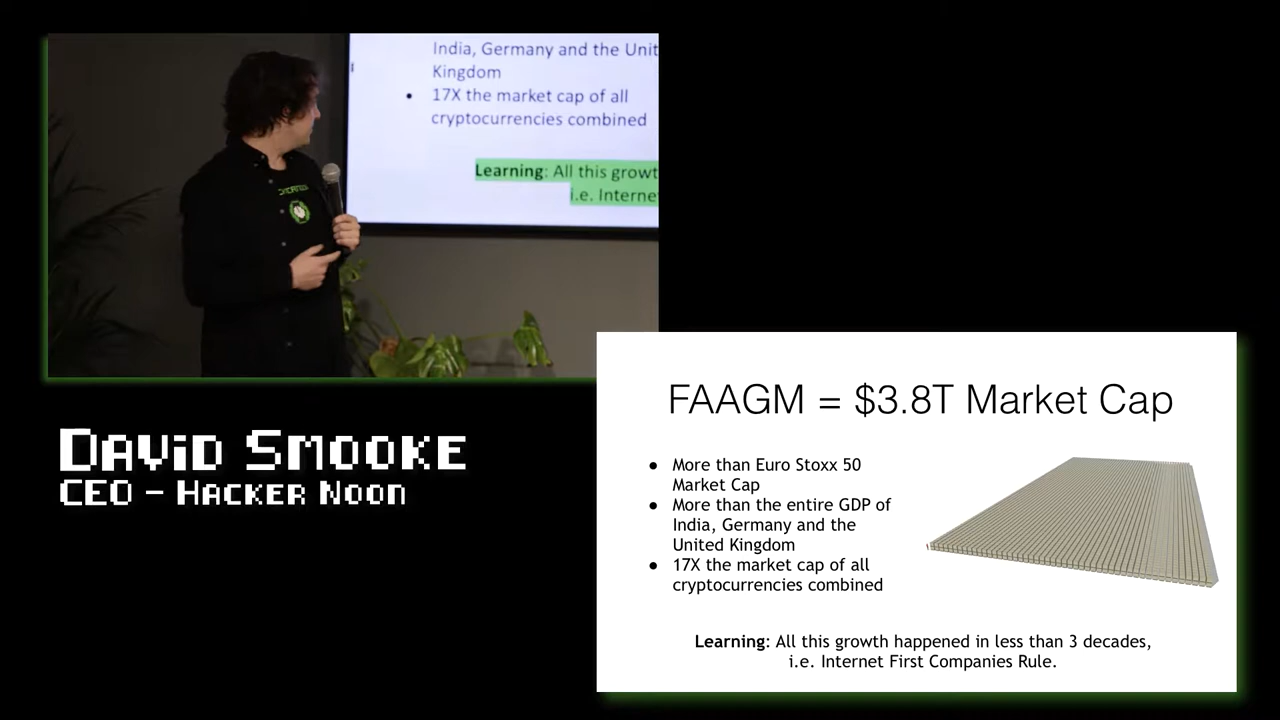 India, Germany and the Unit
Kingdom
• 17X the market cap of all
cryptocurrencies combined
Learning: All this growt
i.e. Interne
David Smooke
CEO – Hacker Noon
FAAGM = $3.8T Market Cap
● More than Euro Stoxx 50
Market Cap
● More than the entire GDP of
India, Germany and the
United Kingdom
● 17X the market cap of all
cryptocurrencies combined
Learning: All this growth happened in less than 3 decades,
i.e. Internet First Companies Rule.